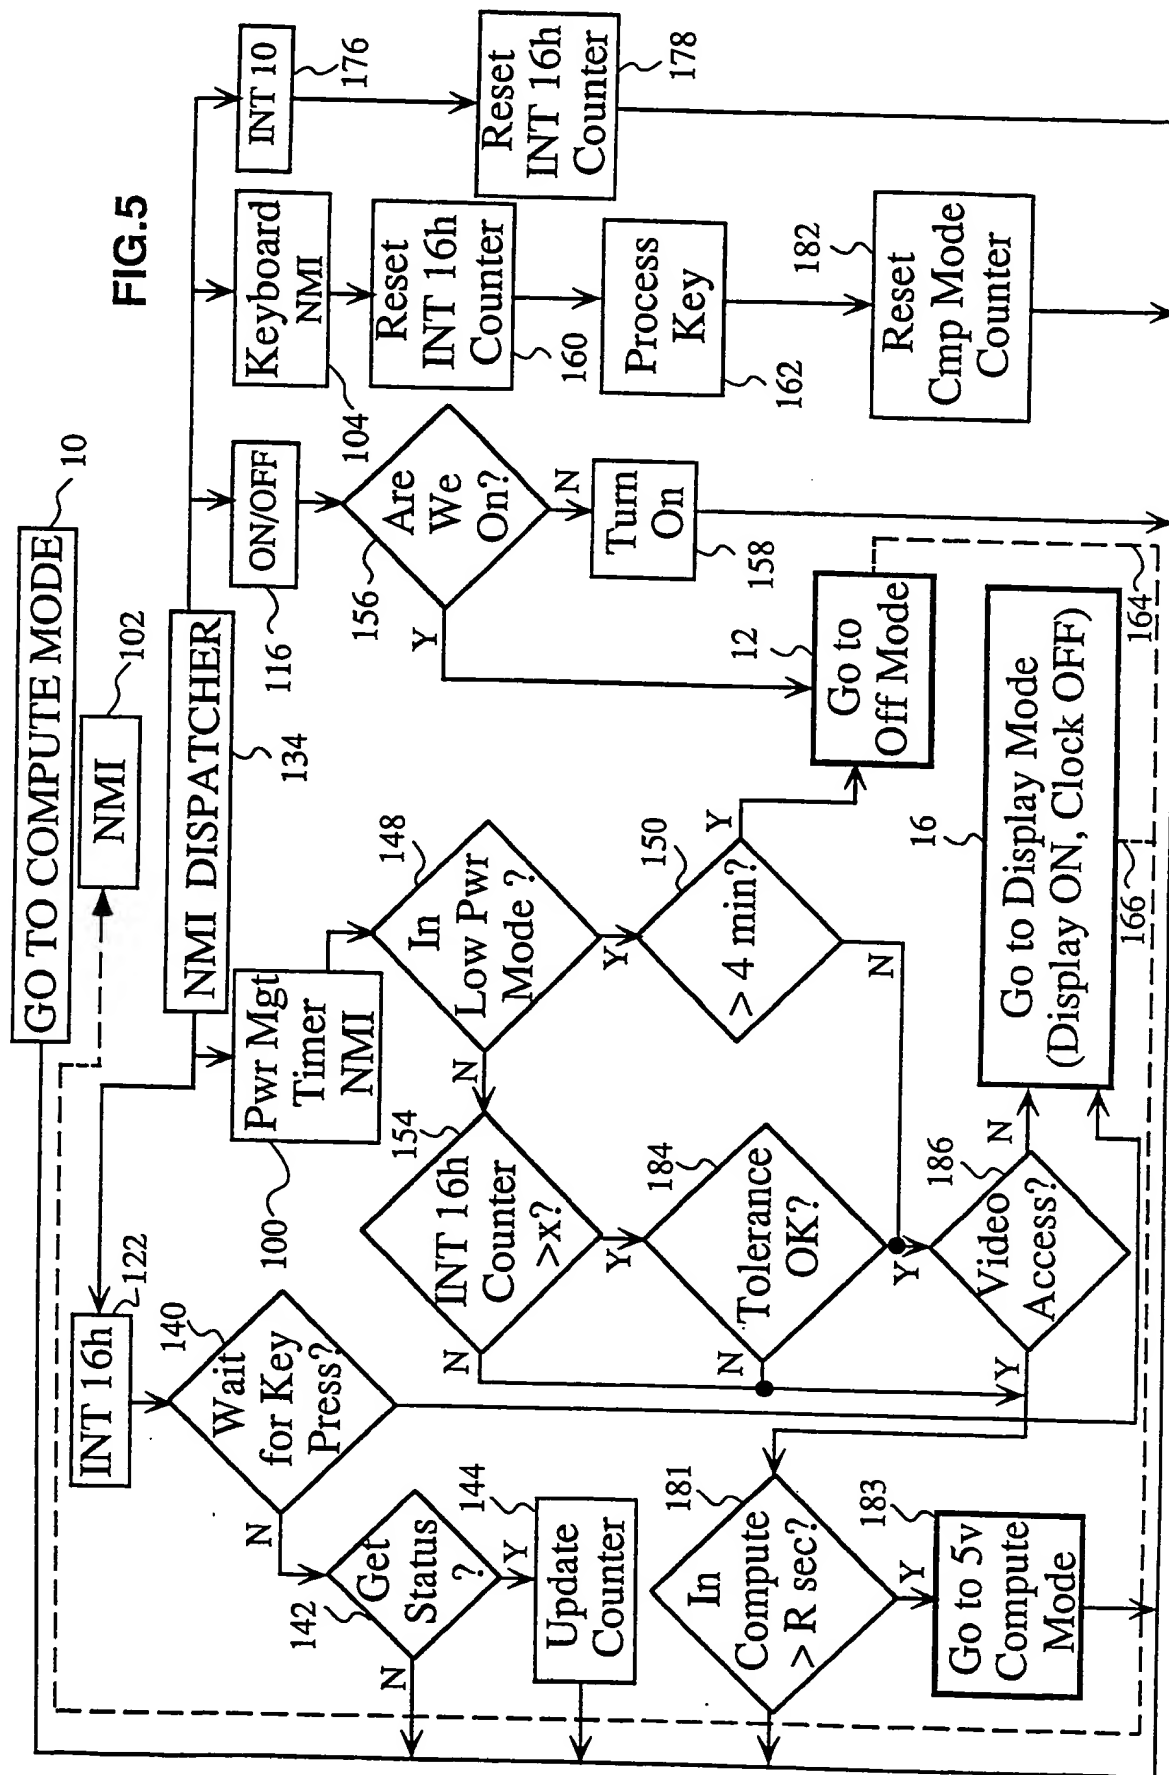 FIG.5
GO TO COMPUTE MODE
10
NMI
102
NMI DISPATCHER
134
INT 16h
122
Pwr Mgt
Timer
NMI
100
ON/OFF
116
Keyboard
NMI
104
INT 10
176
Wait
for Key
Press?
140
N
Get
Status
?
142
N
Y
Update
Counter
144
In
Low Pwr
Mode ?
148
N
Y
INT 16h
Counter
>x?
154
N
Y
> 4 min?
150
Y
N
Tolerance
OK?
184
N
Y
Video
Access?
186
N
Y
In
Compute
> R sec?
181
Y
Go to 5v
Compute
Mode
183
Are
We
On?
156
Y
N
Turn
On
158
Go to
Off Mode
12
Go to Display Mode
(Display ON, Clock OFF)
16
164
166
Reset
INT 16h
Counter
160
Process
Key
162
Reset
Cmp Mode
Counter
182
Reset
INT 16h
Counter
178